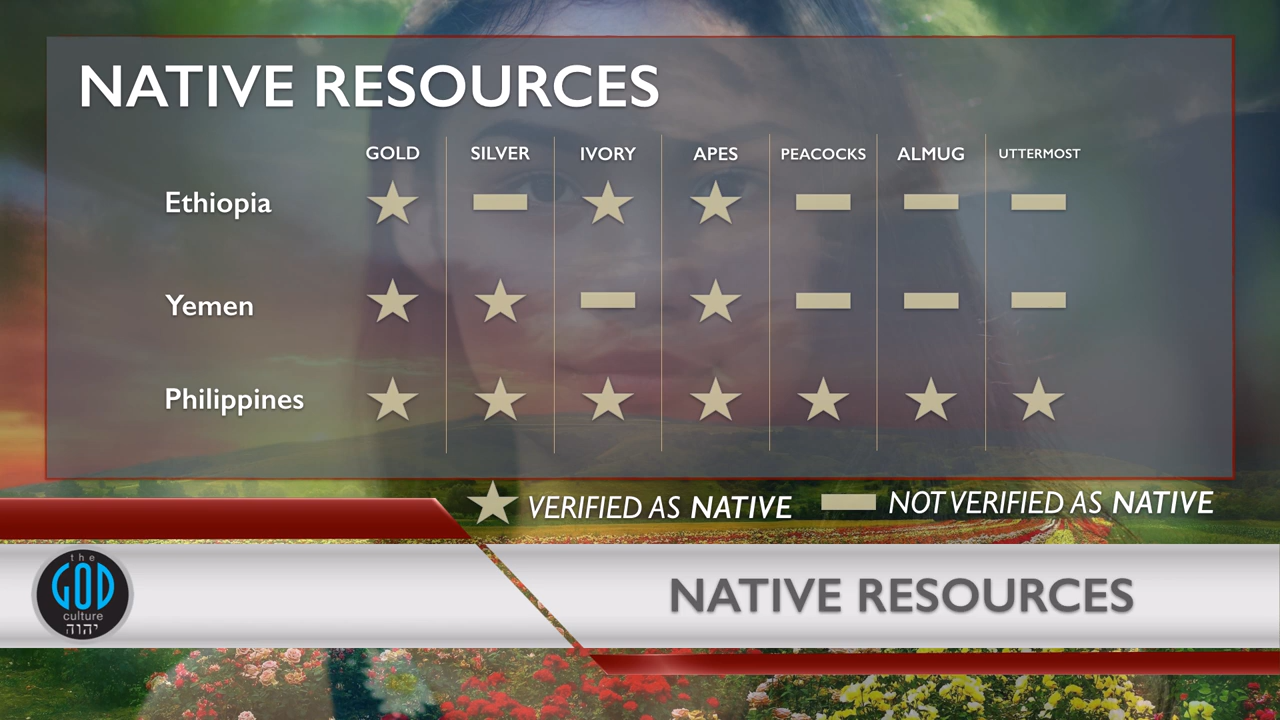 NATIVE RESOURCES
GOLD SILVER IVORY APES PEACOCKS ALMUG UTTERMOST
Ethiopia
Yemen
Philippines
VERIFIED AS NATIVE NOT VERIFIED AS NATIVE
the
GOD
culture
יהוה
NATIVE RESOURCES